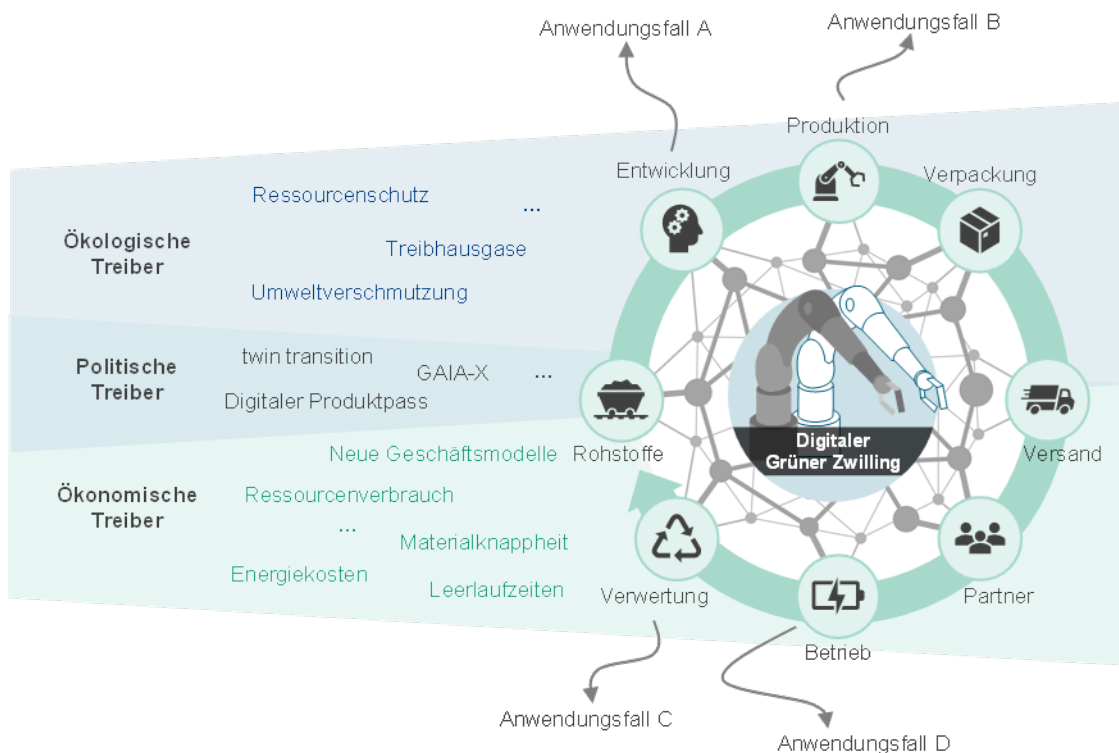 Anwendungsfall A
Anwendungsfall B
Produktion
Entwicklung
Verpackung
Ressourcenschutz
...
Ökologische
Treiber
Treibhausgase
Umweltverschmutzung
Politische
Treiber
twin transition
GAIA-X
...
Digitaler Produktpass
Neue Geschäftsmodelle
Rohstoffe
Digitaler
Grüner Zwilling
Versand
Ökonomische
Treiber
Ressourcenverbrauch
...
Materialknappheit
Energiekosten
Leerlaufzeiten
Verwertung
Partner
Betrieb
Anwendungsfall C
Anwendungsfall D